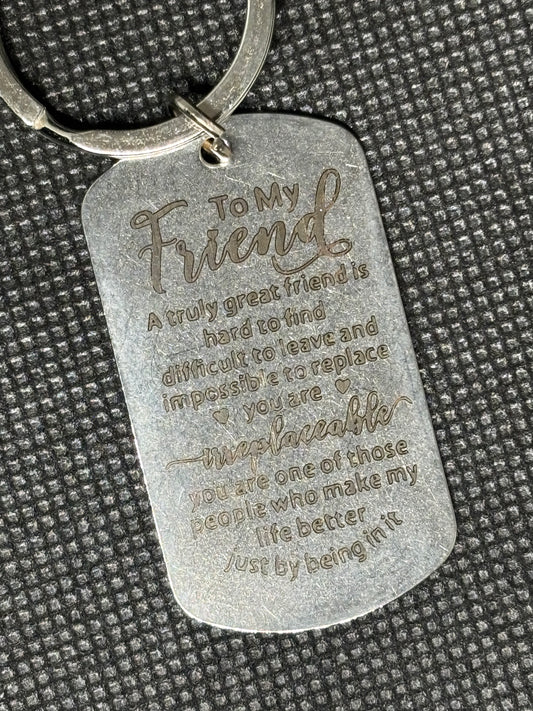 To My
Friend
A truly great friend is
hard to find
difficult to leave and
impossible to replace
♡ you are ♡
irreplaceable
you are one of those
people who make my
life better
just by being in it